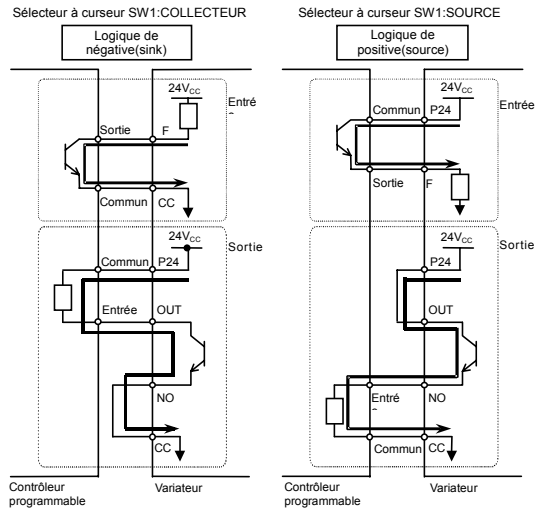 Sélecteur à curseur SW1:COLLECTEUR
Logique de
négative(sink)
24VCC
Entré
Sortie
F
Commun
CC
24VCC
Sortie
Commun
P24
Entrée
OUT
NO
CC
Contrôleur
programmable
Variateur
Sélecteur à curseur SW1:SOURCE
Logique de
positive(source)
24VCC
Entrée
Commun
P24
Sortie
F
24VCC
Sortie
P24
OUT
Entré
NO
Commun
CC
Contrôleur
programmable
Variateur